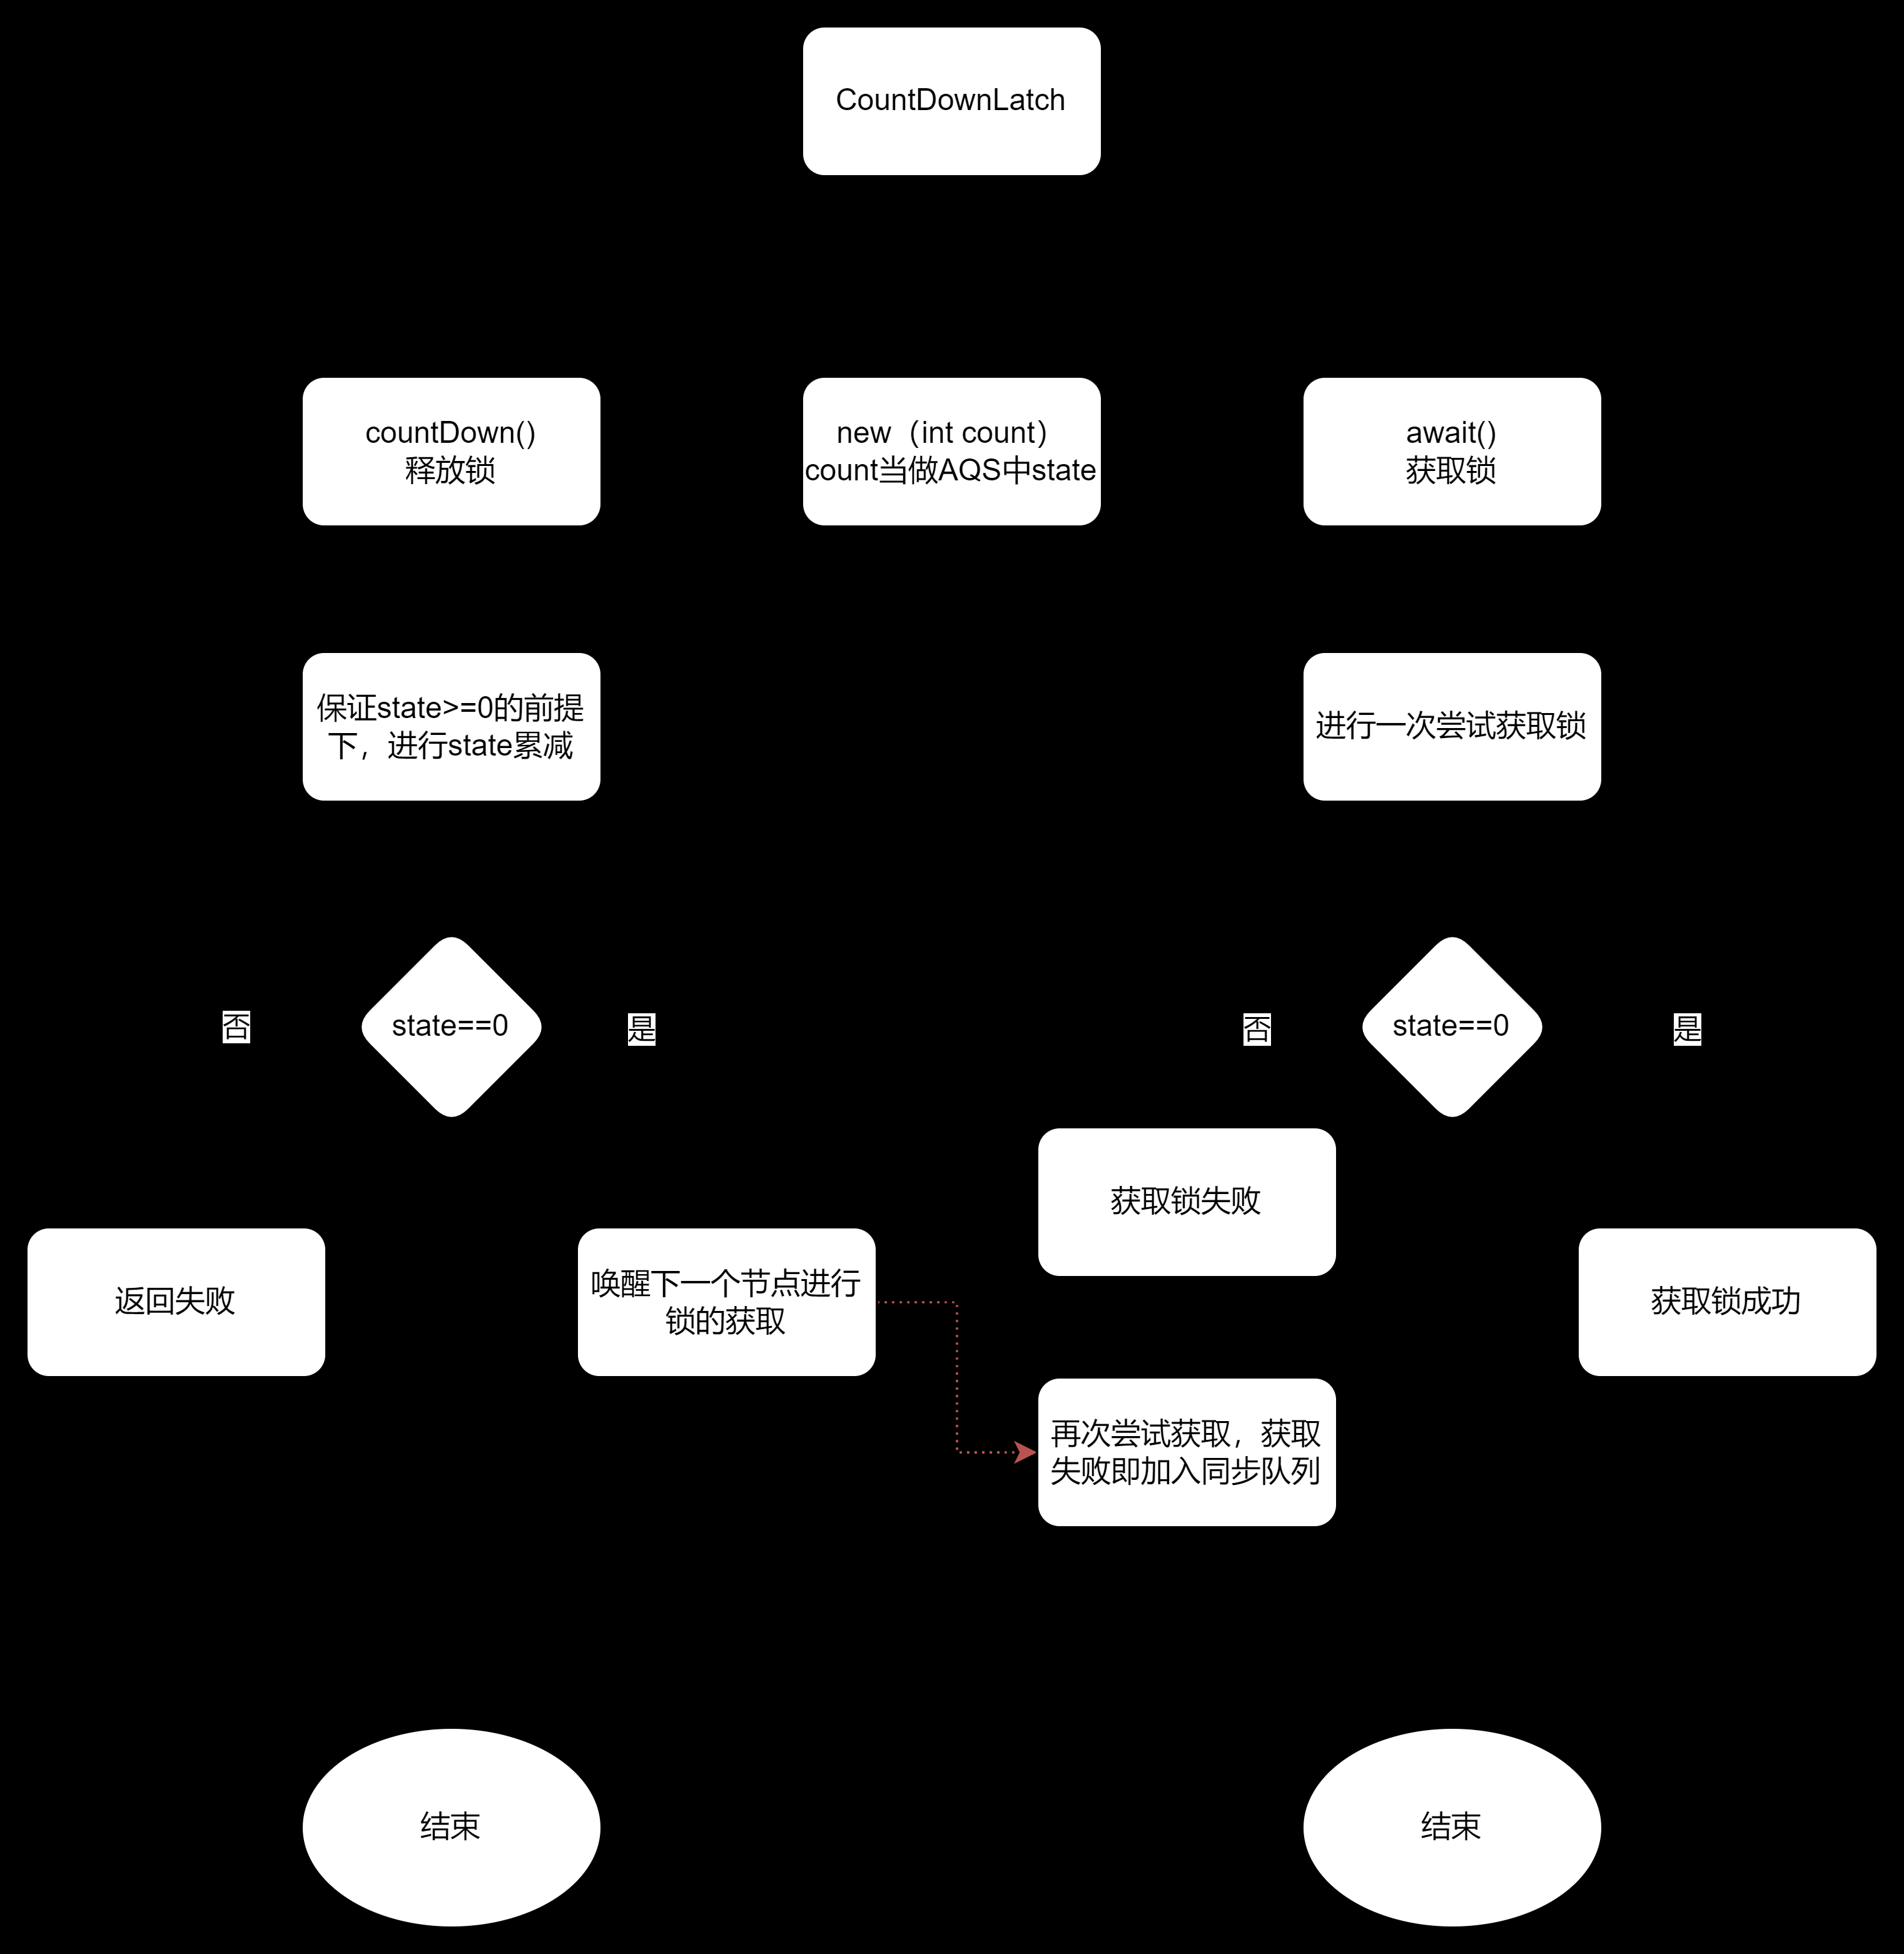 CountDownLatch
countDown()
释放锁
new（int count）
count当做AQS中state
await()
获取锁
保证state>=0的前提
下，进行state累减
进行一次尝试获取锁
否
state==0
是
否
state==0
是
获取锁失败
返回失败
唤醒下一个节点进行
锁的获取
获取锁成功
再次尝试获取，获取
失败即加入同步队列
结束
结束